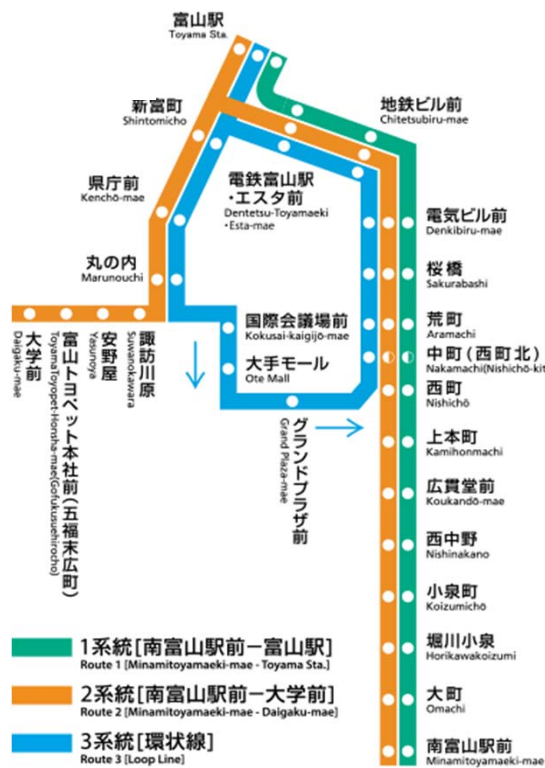 富山駅
Toyama Sta.
新富町
Shintomicho
地鉄ビル前
Chitetsubiru-mae
県庁前
Kenchō-mae
電鉄富山駅
・エスタ前
Dentetsu-Toyamaeki
・Esta-mae
電気ビル前
Denkibiru-mae
丸の内
Marunouchi
桜橋
Sakurabashi
国際会議場前
Kokusai-kaigijō-mae
荒町
Aramachi
大手モール
Ote Mall
中町(西町北)
Nakamachi(Nishichō-kit
西町
Nishichō
大学前
Daigaku-mae
富山トヨペット本社前(五福末広町)
ToyamaToyopet-Honsha-mae(Gofukusuehirocho)
安野屋
Yasunoya
諏訪川原
Suwanokawara
グランドプラザ前
Grand Plaza-mae
上本町
Kamihonmachi
広貫堂前
Koukandō-mae
西中野
Nishinakano
小泉町
Koizumichō
堀川小泉
Horikawakoizumi
大町
Omachi
南富山駅前
Minamitoyamaeki-mae
1系統[南富山駅前－富山駅]
Route 1 [Minamitoyamaeki-mae - Toyama Sta.]
2系統[南富山駅前－大学前]
Route 2 [Minamitoyamaeki-mae - Daigaku-mae]
3系統[環状線]
Route 3 [Loop Line]